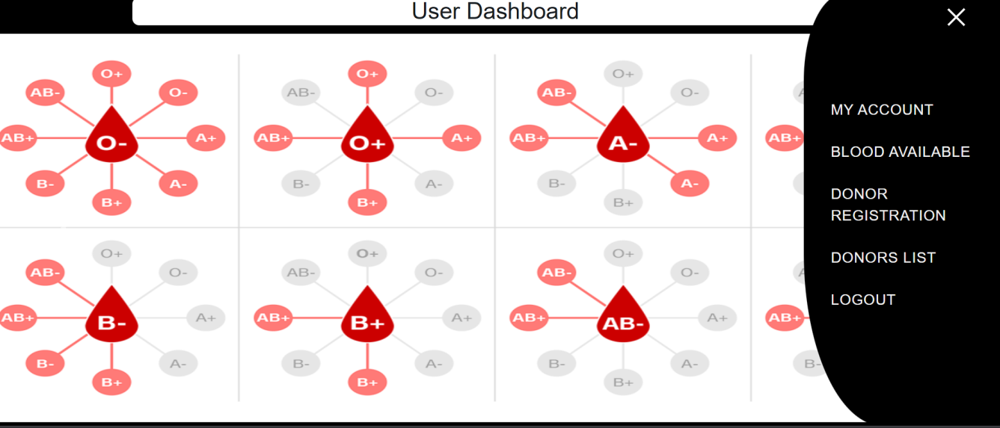 User Dashboard
O+
AB-
O-
AB+
O-
A+
B-
A-
B+
O+
AB-
O-
AB+
O+
A+
B-
A-
B+
O+
AB-
O-
AB+
A-
A+
B-
A-
B+
AB+
O+
AB-
O-
AB+
B-
A+
B-
A-
B+
O+
AB-
O-
AB+
B+
A+
B-
A-
B+
O+
AB-
O-
AB+
AB-
A+
B-
A-
B+
AB+
B-
MY ACCOUNT
BLOOD AVAILABLE
DONOR
REGISTRATION
DONORS LIST
LOGOUT